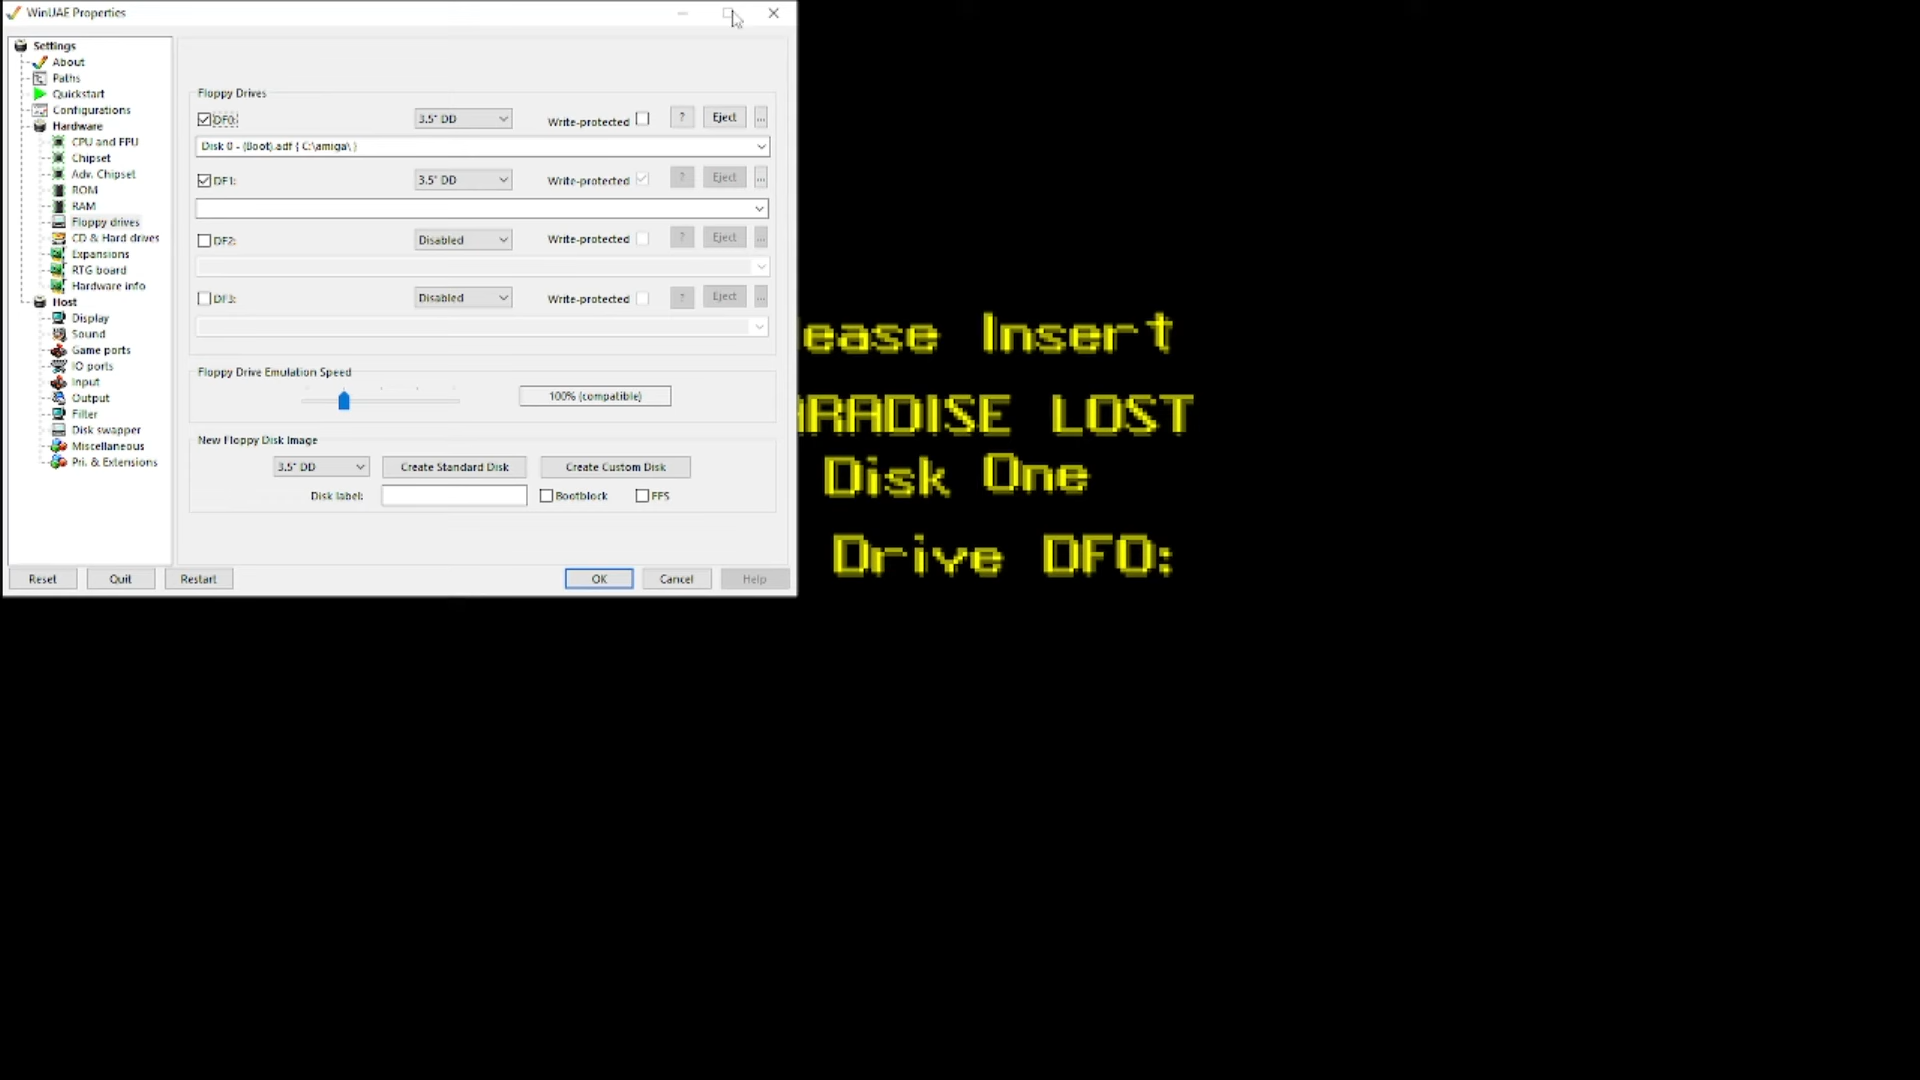 WinUAE Properties
Settings
About
Paths
Quickstart
Configurations
Hardware
CPU and FPU
Chipset
Adv. Chipset
ROM
RAM
Floppy drives
CD & Hard drives
Expansions
RTG board
Hardware info
Host
Display
Sound
Game ports
IO ports
Input
Output
Filter
Disk swapper
Miscellaneous
Pri. & Extensions
Floppy Drives
DF0: 3.5" DD Write-protected ? Eject ...
Disk 0 - (Boot).adf { C:\amiga\ }
DF1: 3.5" DD Write-protected ? Eject ...
DF2: Disabled Write-protected ? Eject ...
DF3: Disabled Write-protected ? Eject ...
Floppy Drive Emulation Speed
100% (compatible)
New Floppy Disk Image
3.5" DD Create Standard Disk Create Custom Disk
Disk label: Bootblock FFS
Reset Quit Restart OK Cancel Help
ease Insert
ARADISE LOST
Disk One
Drive DF0: